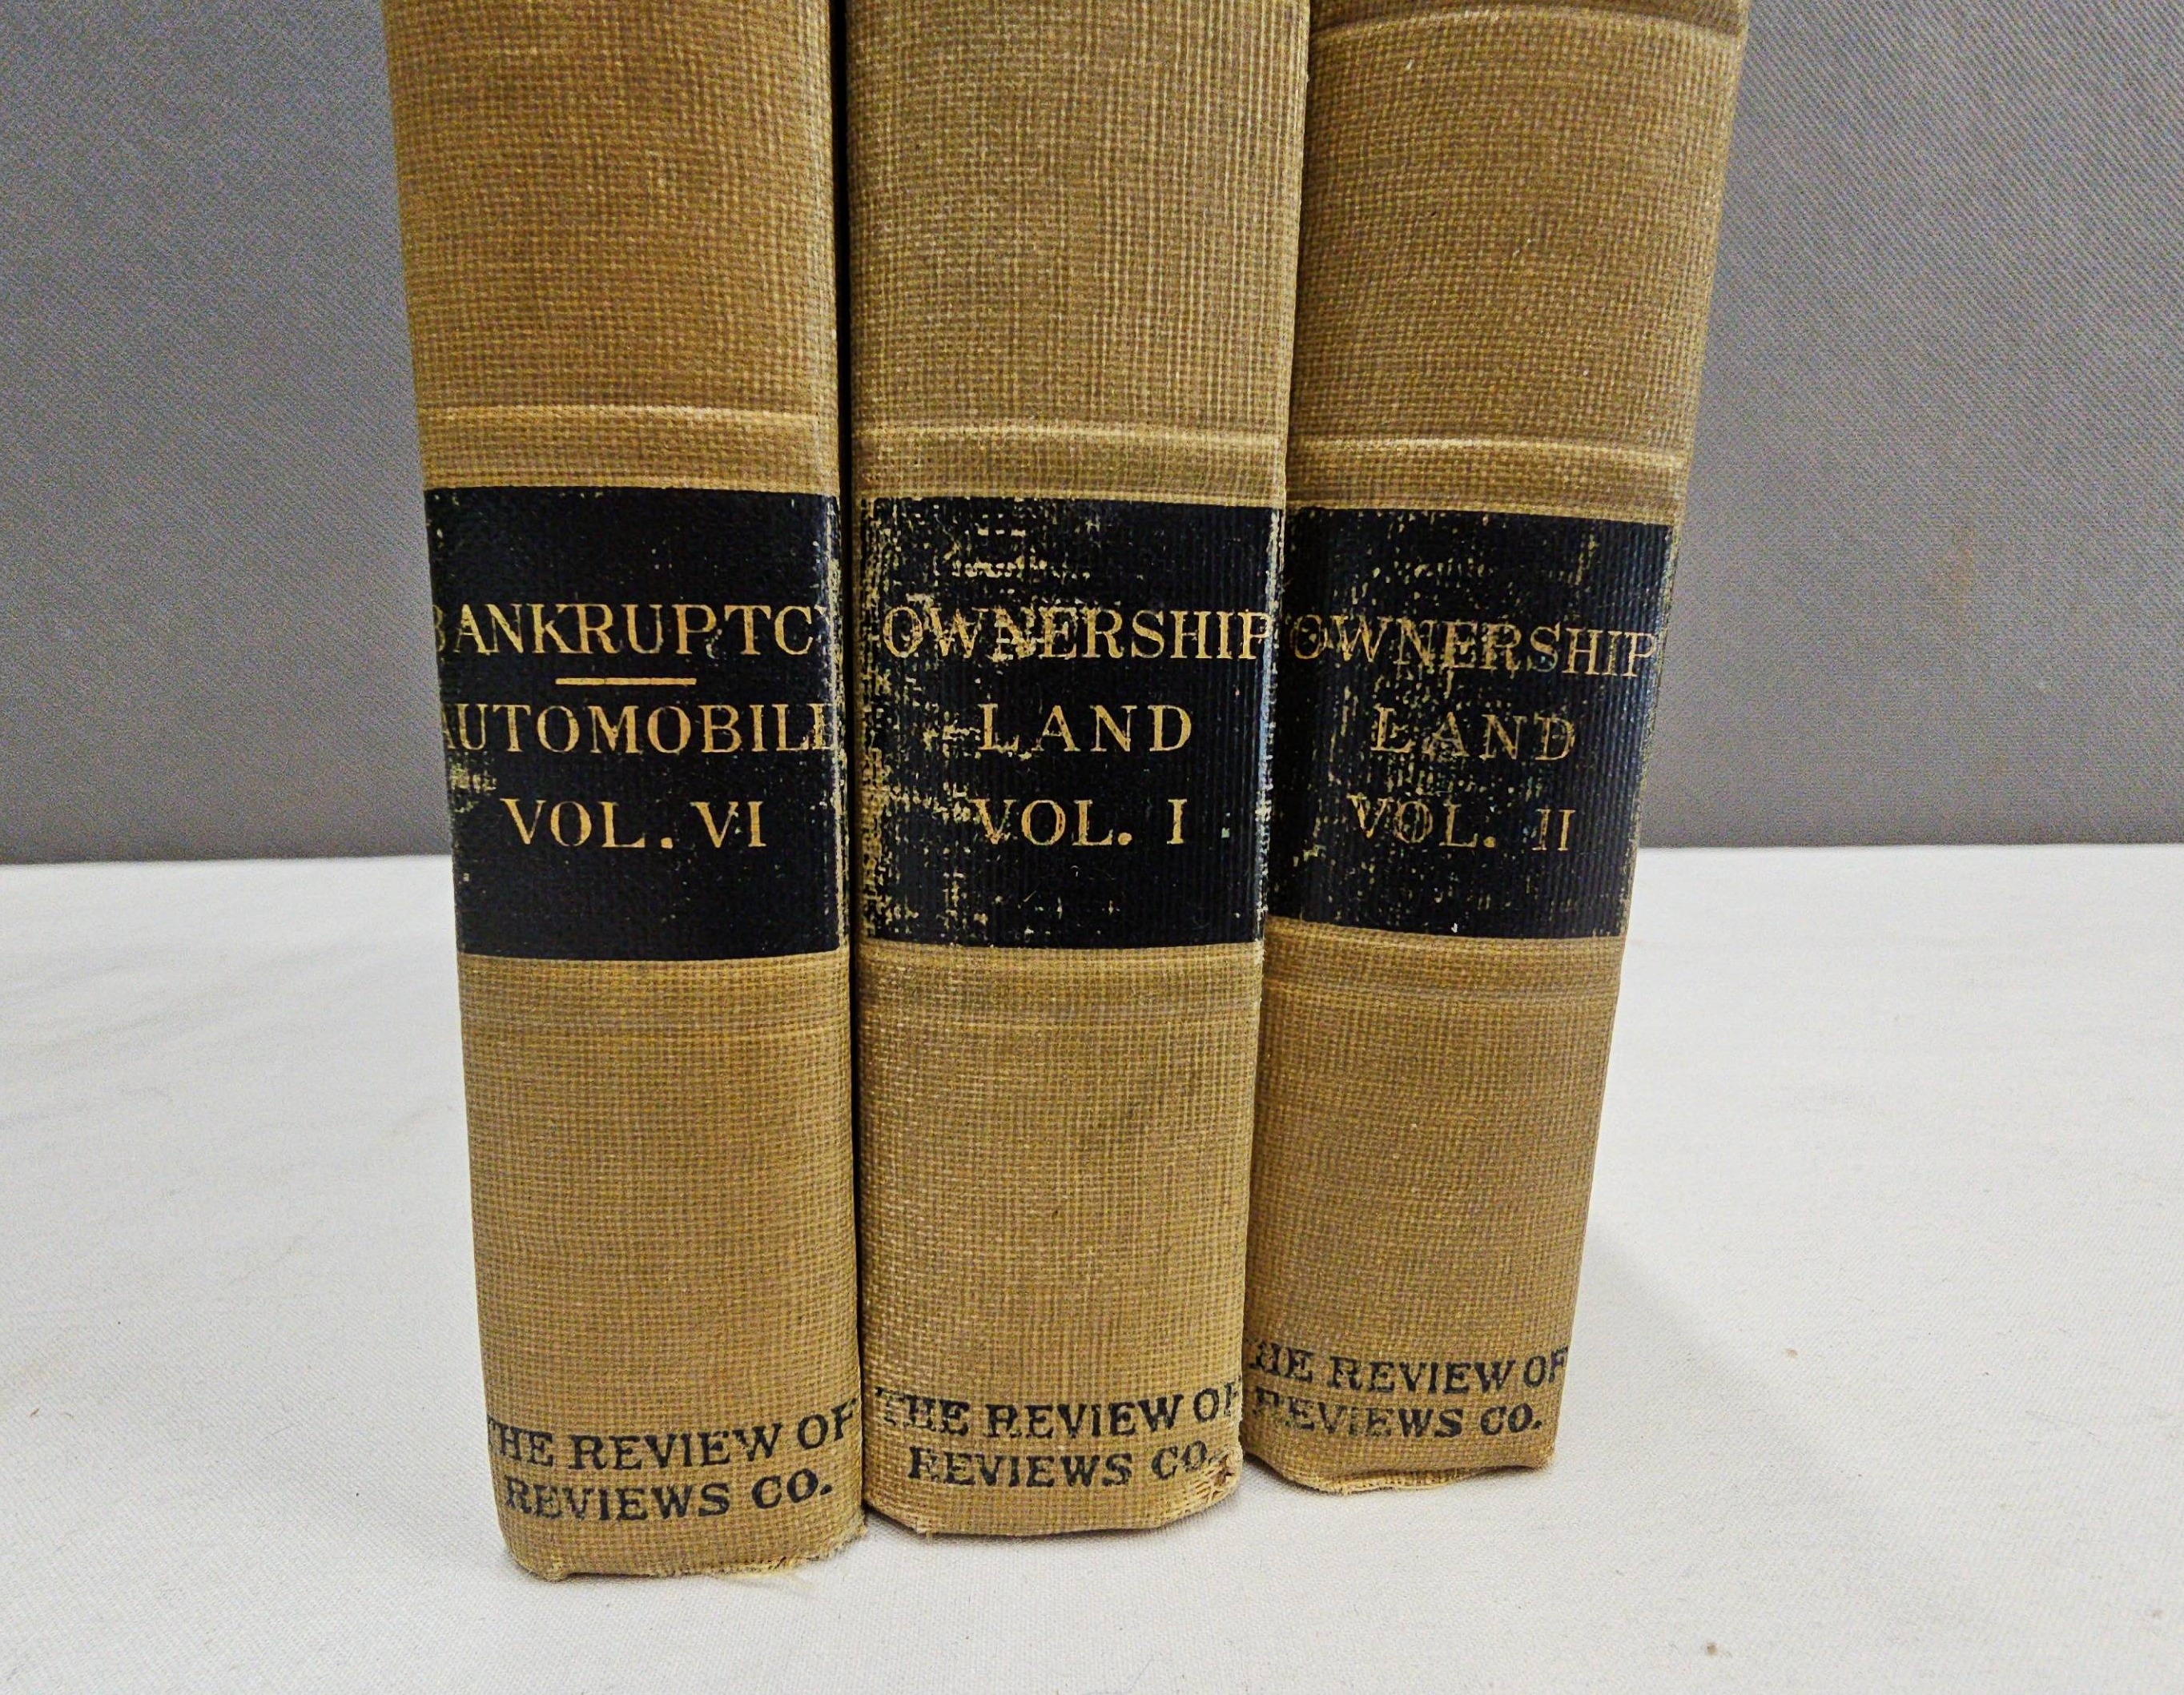 BANKRUPTCY
AUTOMOBILE
VOL. VI
THE REVIEW OF
REVIEWS CO.
OWNERSHIP
LAND
VOL. I
THE REVIEW OF
REVIEWS CO.
OWNERSHIP
LAND
VOL. II
THE REVIEW OF
REVIEWS CO.